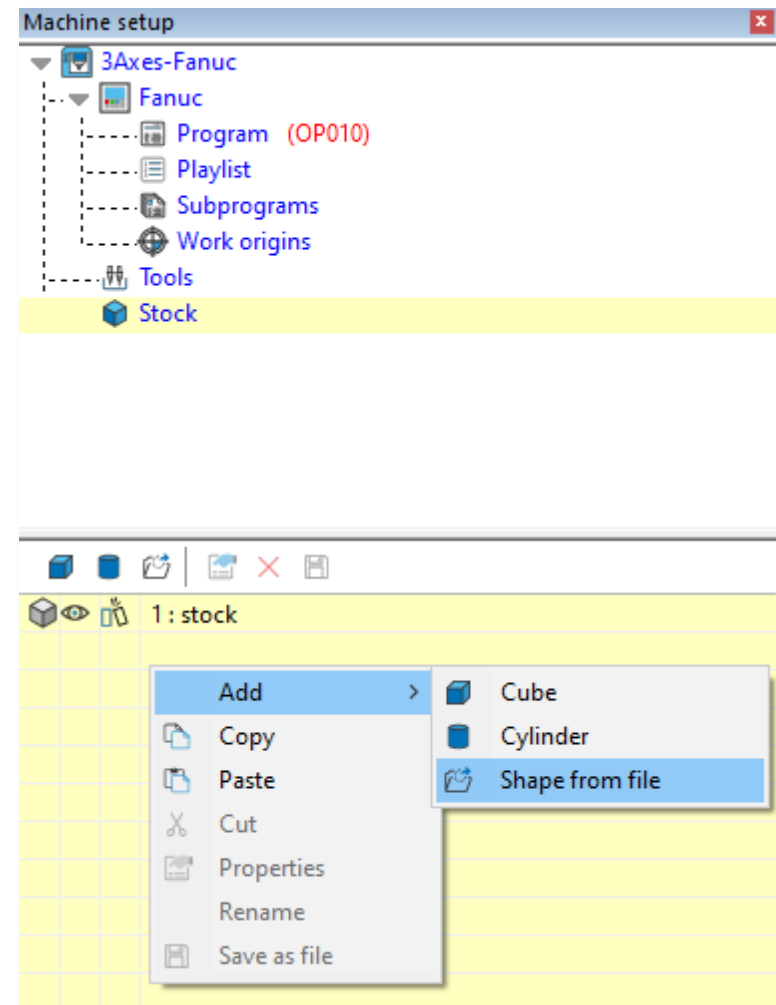 Machine setup
3Axes-Fanuc
Fanuc
Program (OP010)
Playlist
Subprograms
Work origins
Tools
Stock
1 : stock
Add
Copy
Paste
Cut
Properties
Rename
Save as file
Cube
Cylinder
Shape from file